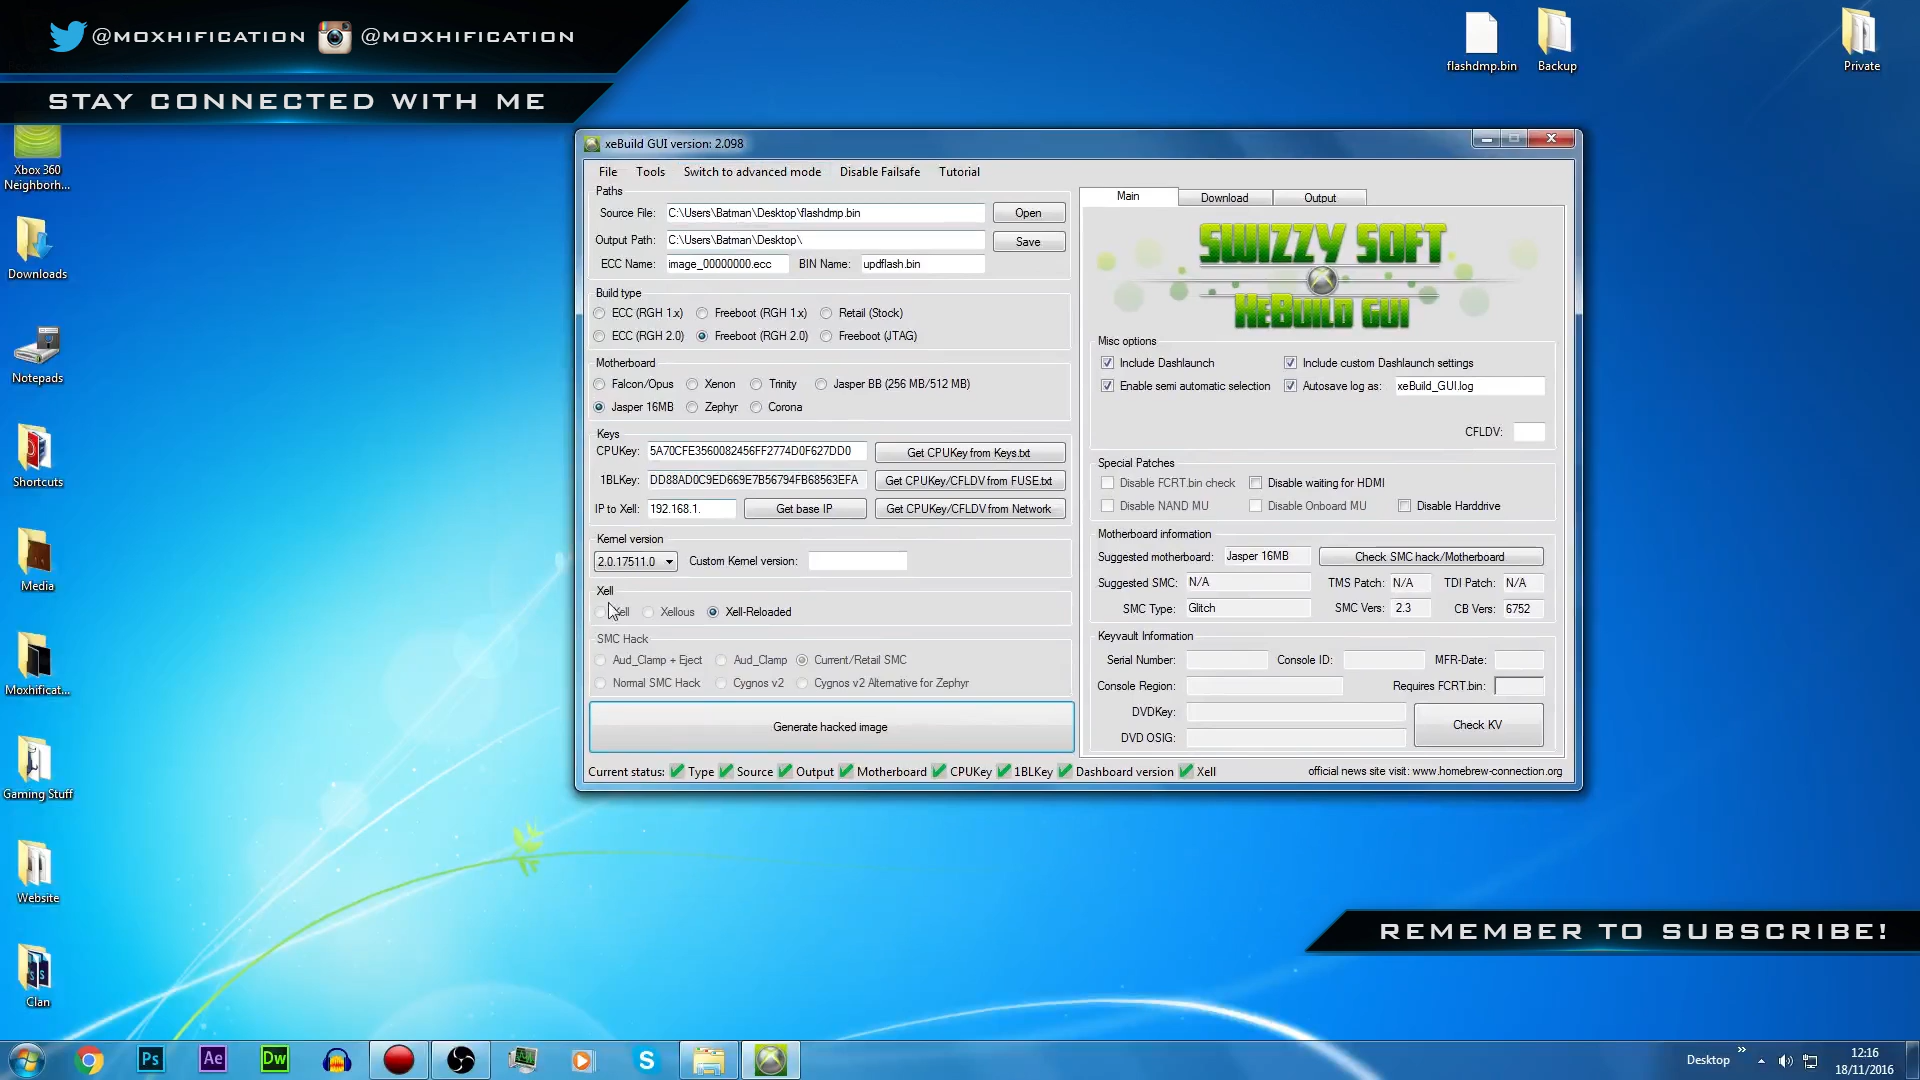 @MOXHIFICATION @MOXHIFICATION
STAY CONNECTED WITH ME
flashdmp.bin
Backup
Private
Xbox 360
Neighborh...
Downloads
Notepads
Shortcuts
Media
Moxhificat...
Gaming Stuff
Website
Clan
xeBuild GUI version: 2.098
File Tools Switch to advanced mode Disable Failsafe Tutorial
Paths
Source File: C:\Users\Batman\Desktop\flashdmp.bin Open
Output Path: C:\Users\Batman\Desktop\ Save
ECC Name: image_00000000.ecc BIN Name: updflash.bin
Build type
ECC (RGH 1.x) Freeboot (RGH 1.x) Retail (Stock)
ECC (RGH 2.0) Freeboot (RGH 2.0) Freeboot (JTAG)
Motherboard
Falcon/Opus Xenon Trinity Jasper BB (256 MB/512 MB)
Jasper 16MB Zephyr Corona
Keys
CPUKey: 5A70CFE3560082456FF2774D0F627DD0 Get CPUKey from Keys.txt
1BLKey: DD88AD0C9ED669E7B56794FB68563EFA Get CPUKey/CFLDV from FUSE.txt
IP to Xell: 192.168.1. Get base IP Get CPUKey/CFLDV from Network
Kernel version
2.0.17511.0 Custom Kernel version:
Xell
Xellous Xell-Reloaded
SMC Hack
Aud_Clamp + Eject Aud_Clamp Current/Retail SMC
Normal SMC Hack Cygnos v2 Cygnos v2 Alternative for Zephyr
Generate hacked image
Main Download Output
SWIZZY SOFT
XEBUILD GUI
Misc options
Include Dashlaunch Include custom Dashlaunch settings
Enable semi automatic selection Autosave log as: xeBuild_GUI.log
CFLDV:
Special Patches
Disable FCRT.bin check Disable waiting for HDMI
Disable NAND MU Disable Onboard MU Disable Harddrive
Motherboard information
Suggested motherboard: Jasper 16MB Check SMC hack/Motherboard
Suggested SMC: N/A TMS Patch: N/A TDI Patch: N/A
SMC Type: Glitch SMC Vers: 2.3 CB Vers: 6752
Keyvault Information
Serial Number: Console ID: MFR-Date:
Console Region: Requires FCRT.bin:
DVDKey:
DVD OSIG:
Check KV
Current status: Type Source Output Motherboard CPUKey 1BLKey Dashboard version Xell official news site visit: www.homebrew-connection.org
REMEMBER TO SUBSCRIBE!
Ps Ae Dw S
Desktop
12:16
18/11/2016